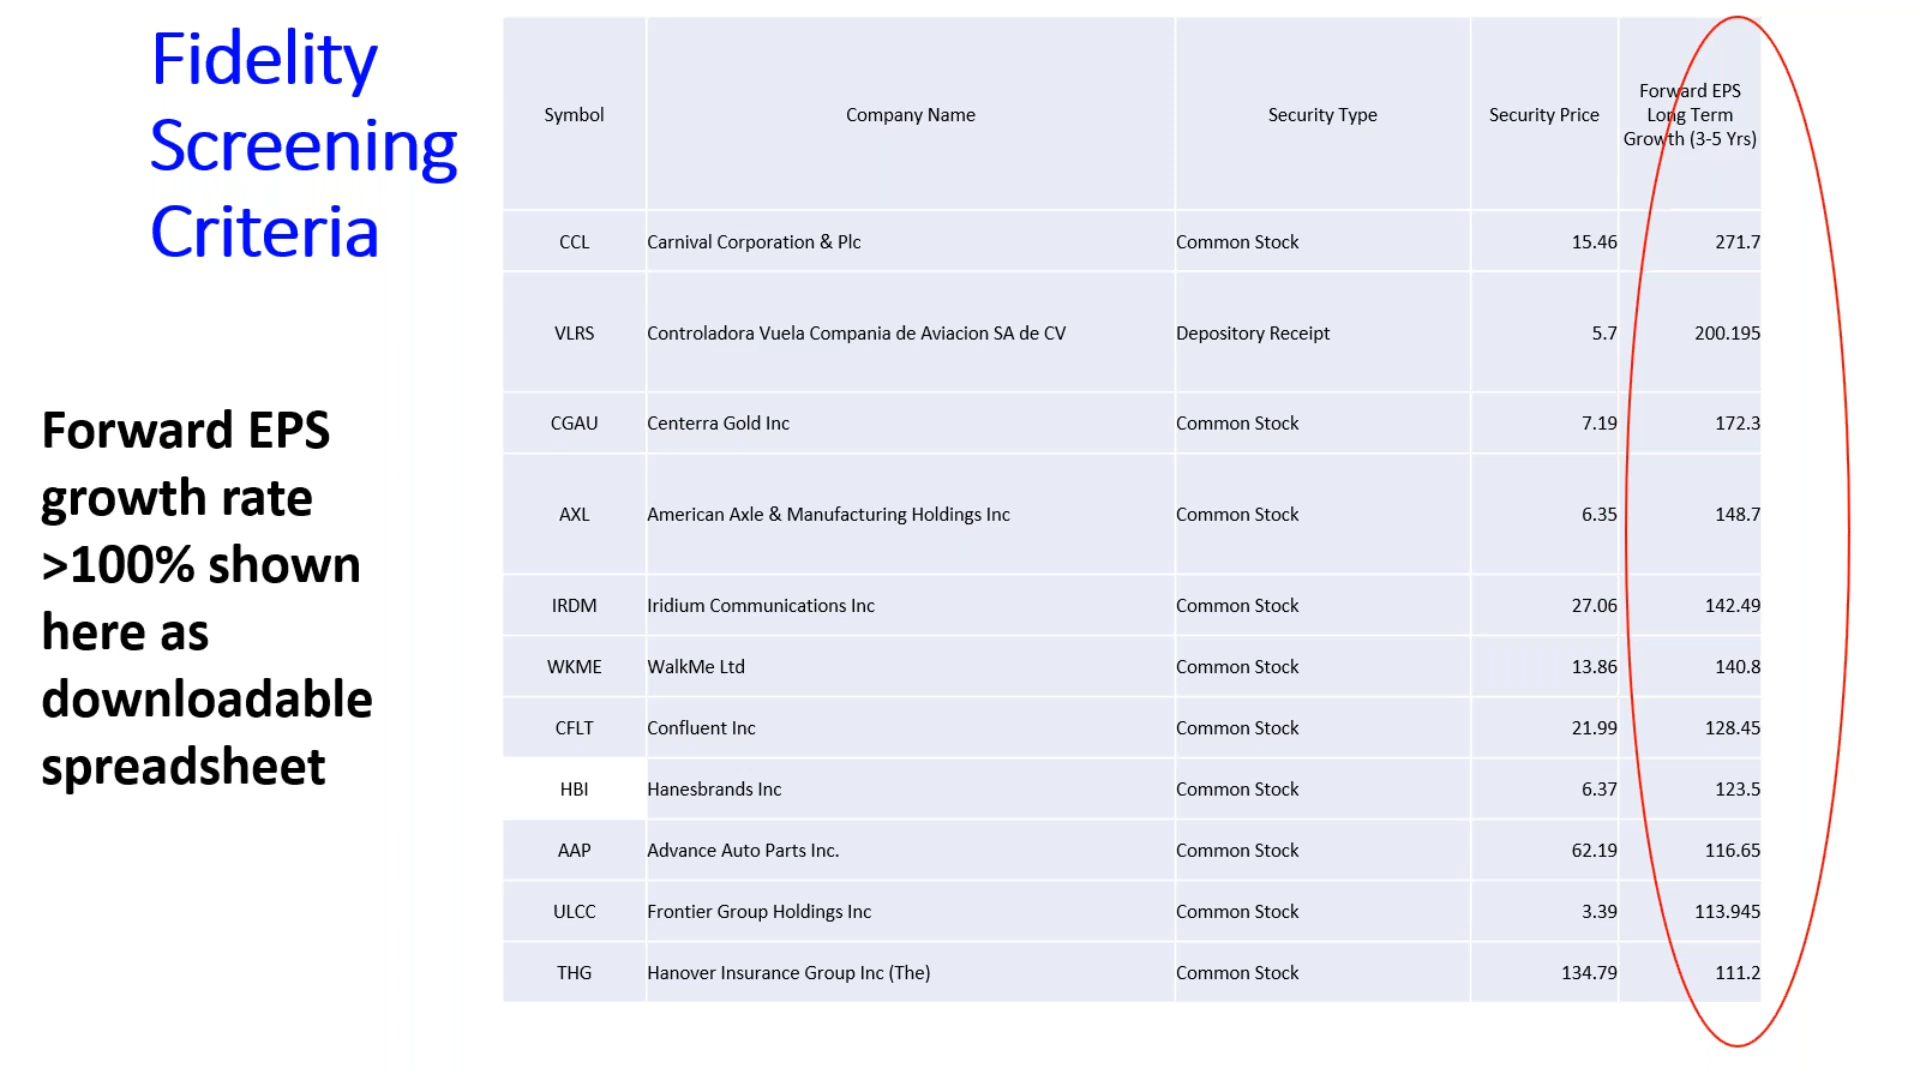 Fidelity
Screening
Criteria
Forward EPS
growth rate
>100% shown
here as
downloadable
spreadsheet
Symbol Company Name Security Type Security Price Forward EPS
Long Term
Growth (3-5 Yrs)
CCL Carnival Corporation & Plc Common Stock 15.46 271.7
VLRS Controladora Vuela Compania de Aviacion SA de CV Depository Receipt 5.7 200.195
CGAU Centerra Gold Inc Common Stock 7.19 172.3
AXL American Axle & Manufacturing Holdings Inc Common Stock 6.35 148.7
IRDM Iridium Communications Inc Common Stock 27.06 142.49
WKME WalkMe Ltd Common Stock 13.86 140.8
CFLT Confluent Inc Common Stock 21.99 128.45
HBI Hanesbrands Inc Common Stock 6.37 123.5
AAP Advance Auto Parts Inc. Common Stock 62.19 116.65
ULCC Frontier Group Holdings Inc Common Stock 3.39 113.945
THG Hanover Insurance Group Inc (The) Common Stock 134.79 111.2